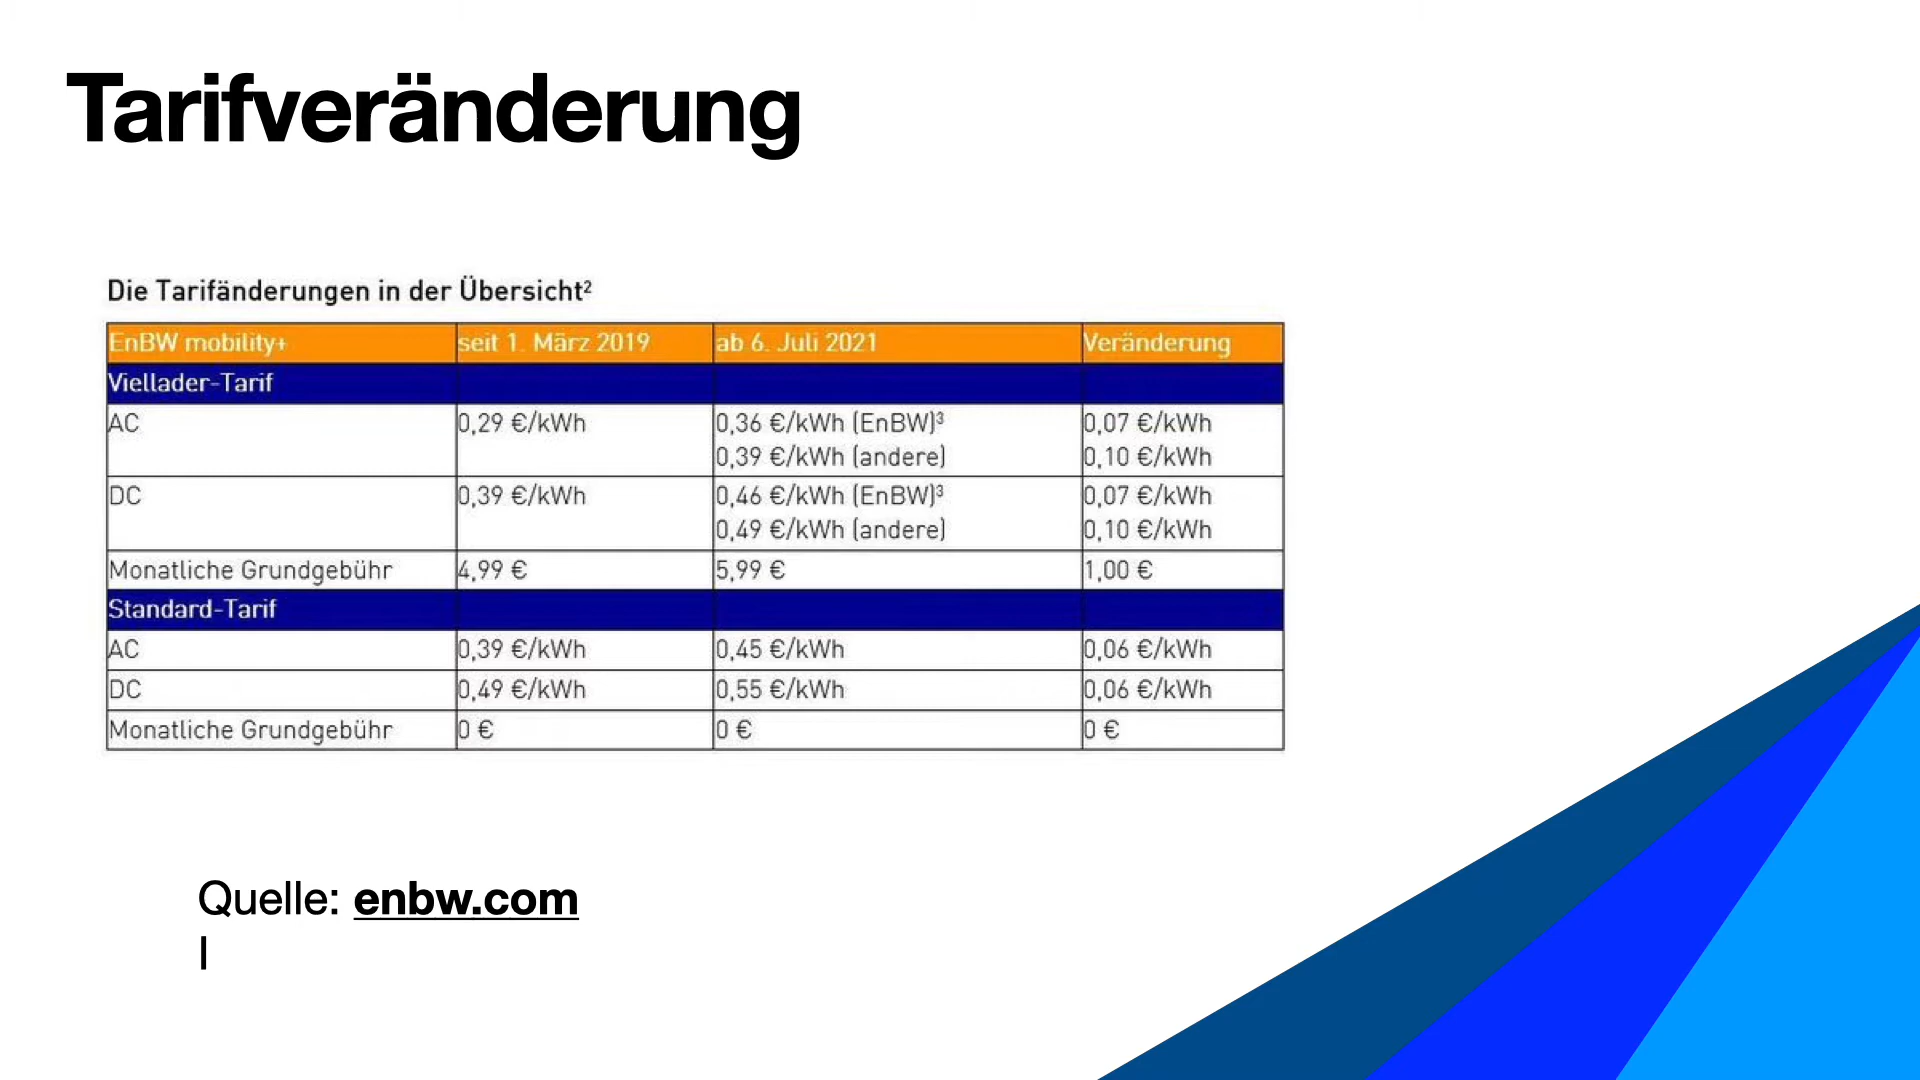 Tarifveränderung
Die Tarifänderungen in der Übersicht²
EnBW mobility+ seit 1. März 2019 ab 6. Juli 2021 Veränderung
Viellader-Tarif
AC 0,29 €/kWh 0,36 €/kWh (EnBW)³ 0,07 €/kWh
0,39 €/kWh (andere) 0,10 €/kWh
DC 0,39 €/kWh 0,46 €/kWh (EnBW)³ 0,07 €/kWh
0,49 €/kWh (andere) 0,10 €/kWh
Monatliche Grundgebühr 4,99 € 5,99 € 1,00 €
Standard-Tarif
AC 0,39 €/kWh 0,45 €/kWh 0,06 €/kWh
DC 0,49 €/kWh 0,55 €/kWh 0,06 €/kWh
Monatliche Grundgebühr 0 € 0 € 0 €
Quelle: enbw.com
l